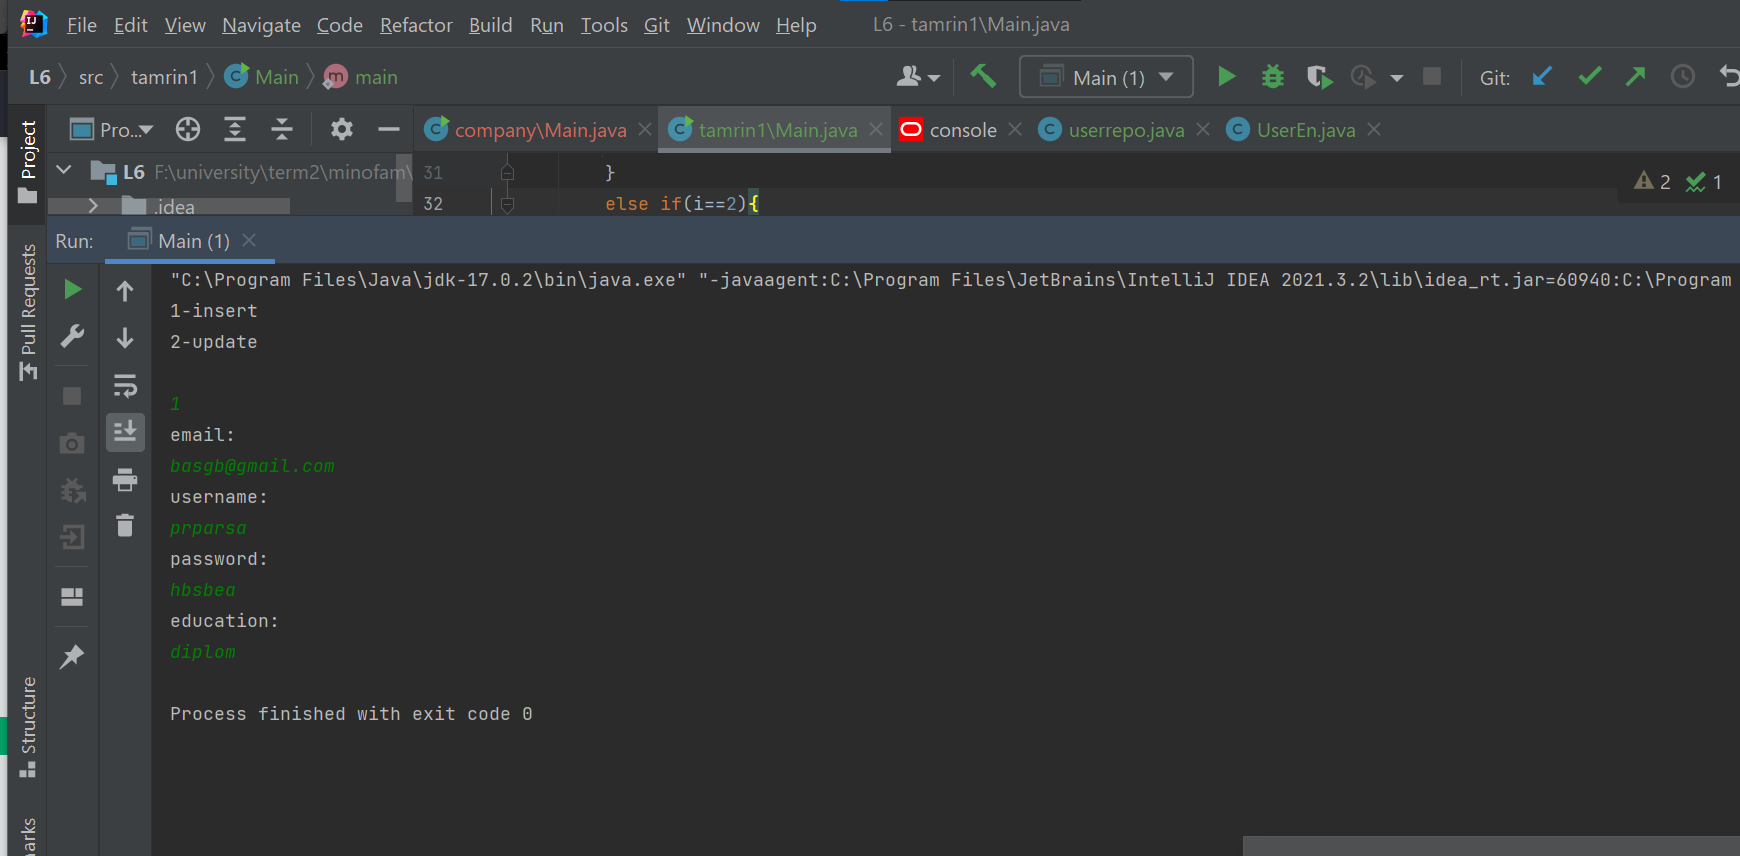 File Edit View Navigate Code Refactor Build Run Tools Git Window Help L6 - tamrin1\Main.java
L6 src tamrin1 Main main Main (1) Git:
Project
Pull Requests
Structure
Pro... company\Main.java tamrin1\Main.java console userrepo.java UserEn.java
L6 F:\university\term2\minofam\ 31 } 2 1
.idea 32 else if(i==2){
Run: Main (1)
"C:\Program Files\Java\jdk-17.0.2\bin\java.exe" "-javaagent:C:\Program Files\JetBrains\IntelliJ IDEA 2021.3.2\lib\idea_rt.jar=60940:C:\Program
1-insert
2-update
1
email:
basgb@gmail.com
username:
prparsa
password:
hbsbea
education:
diplom
Process finished with exit code 0